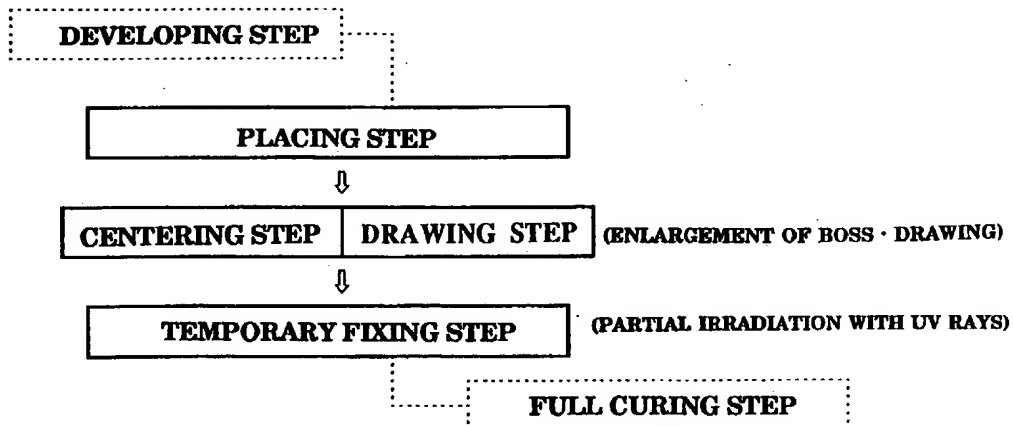 DEVELOPING STEP
PLACING STEP
CENTERING STEP DRAWING STEP (ENLARGEMENT OF BOSS · DRAWING)
TEMPORARY FIXING STEP (PARTIAL IRRADIATION WITH UV RAYS)
FULL CURING STEP